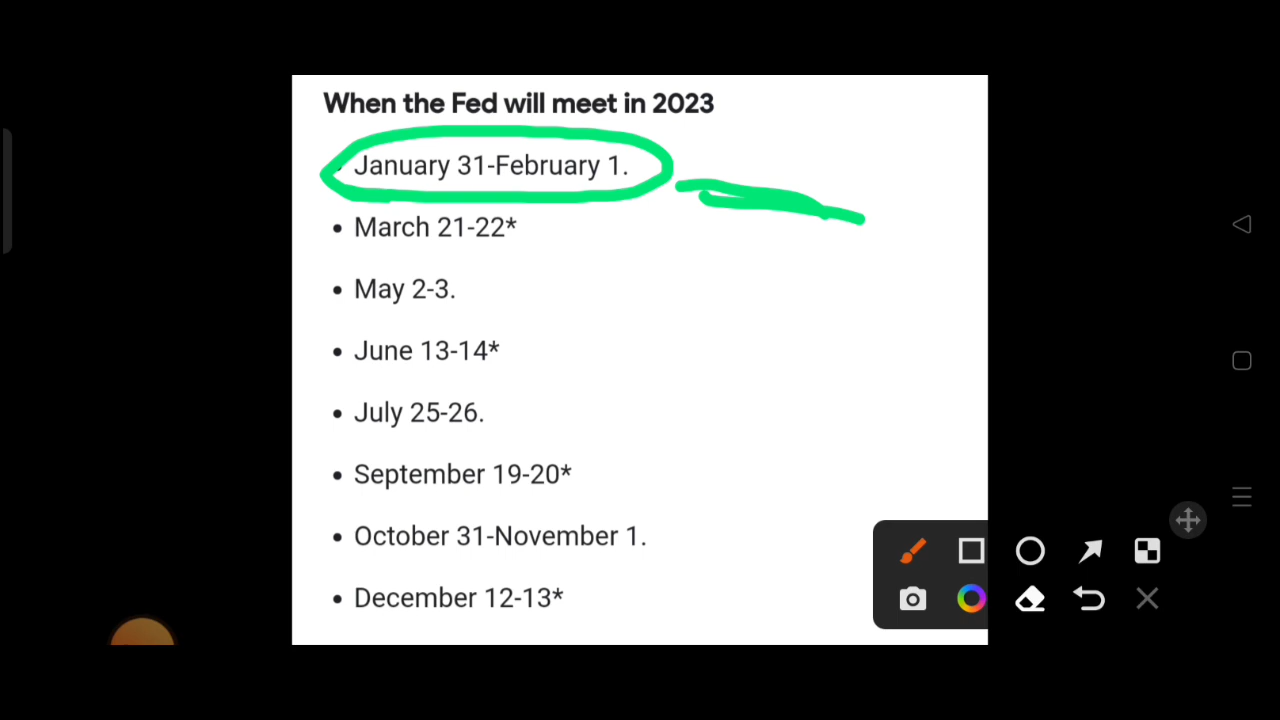 When the Fed will meet in 2023
January 31-February 1.
• March 21-22*
• May 2-3.
• June 13-14*
• July 25-26.
• September 19-20*
• October 31-November 1.
• December 12-13*